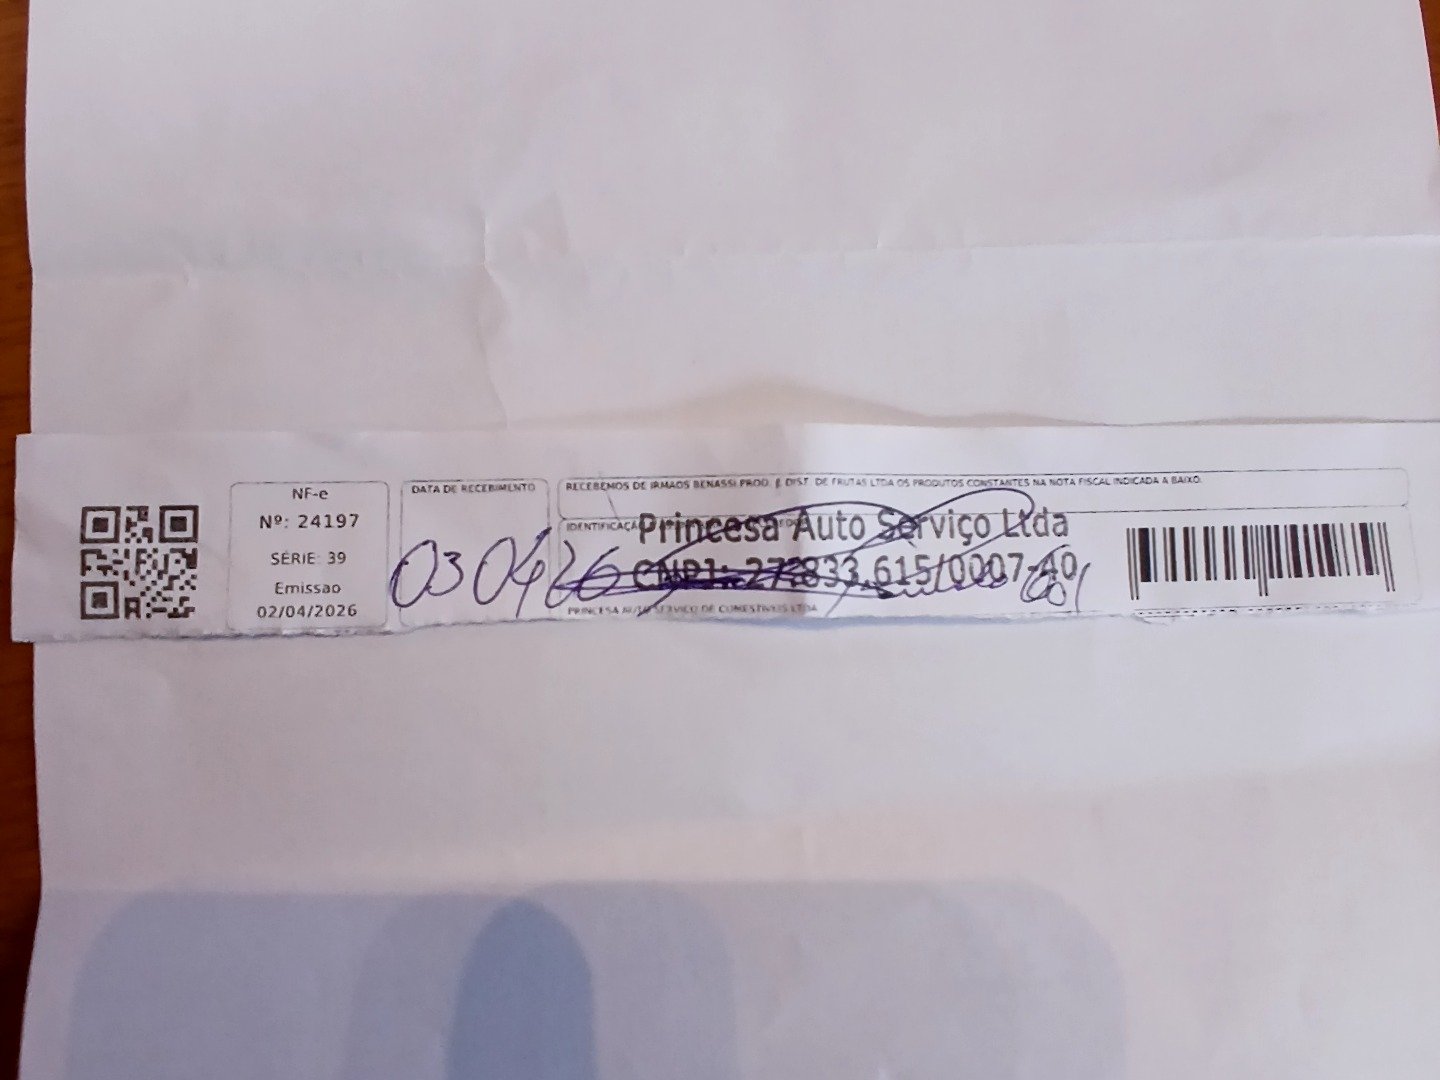 NF-e
Nº: 24197
SÉRIE: 39
Emissao
02/04/2026
DATA DE RECEBIMENTO
03 04 26
RECEBEMOS DE IRMAOS BENASSI PROD. E DIST. DE FRUTAS LTDA OS PRODUTOS CONSTANTES NA NOTA FISCAL INDICADA A BAIXO.
Princesa Auto Serviço Ltda
CNPJ: 27.833.615/0007-40
PRINCESA AUTO SERVICO DE COMESTIVEIS LTDA